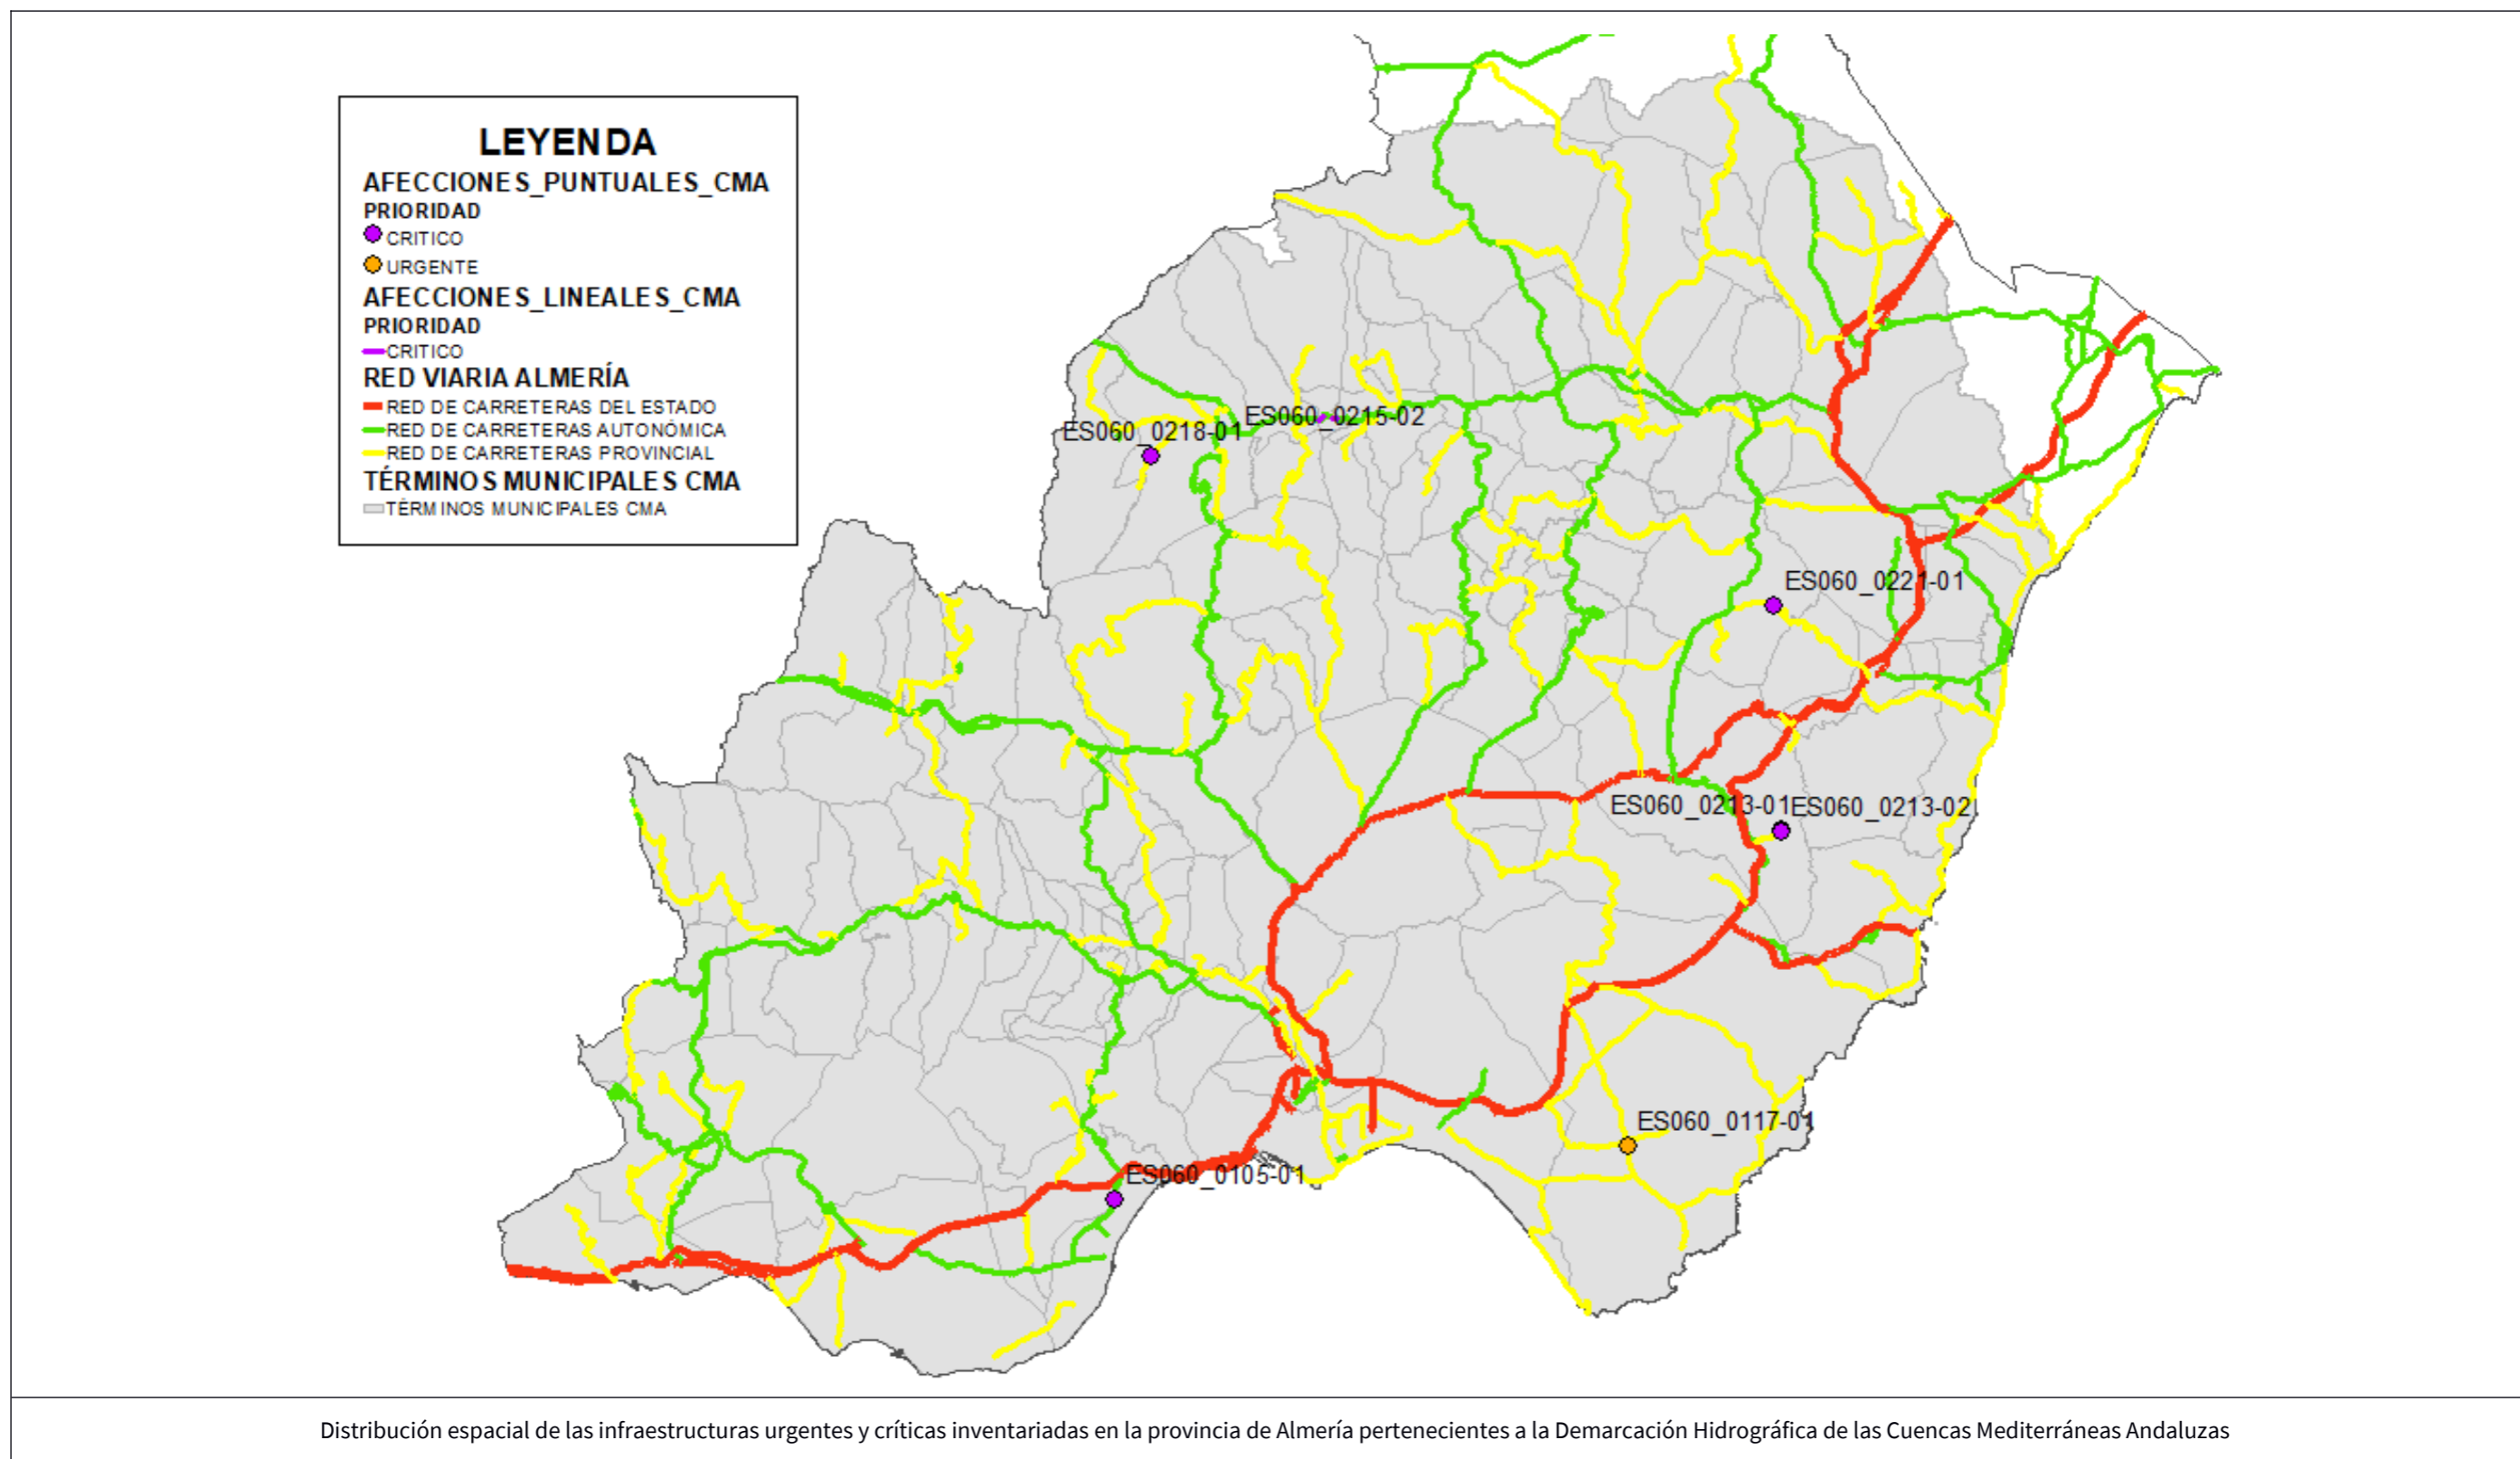 LEYENDA
AFECCIONES_PUNTUALES_CMA
PRIORIDAD
CRITICO
URGENTE
AFECCIONES_LINEALES_CMA
PRIORIDAD
CRITICO
RED VIARIA ALMERÍA
RED DE CARRETERAS DEL ESTADO
RED DE CARRETERAS AUTONÓMICA
RED DE CARRETERAS PROVINCIAL
TÉRMINOS MUNICIPALES CMA
TÉRMINOS MUNICIPALES CMA
ES060_0215-02
ES060_0218-01
ES060_0221-01
ES060_0213-01
ES060_0213-02
ES060_0117-01
ES060_0105-01
Distribución espacial de las infraestructuras urgentes y críticas inventariadas en la provincia de Almería pertenecientes a la Demarcación Hidrográfica de las Cuencas Mediterráneas Andaluzas